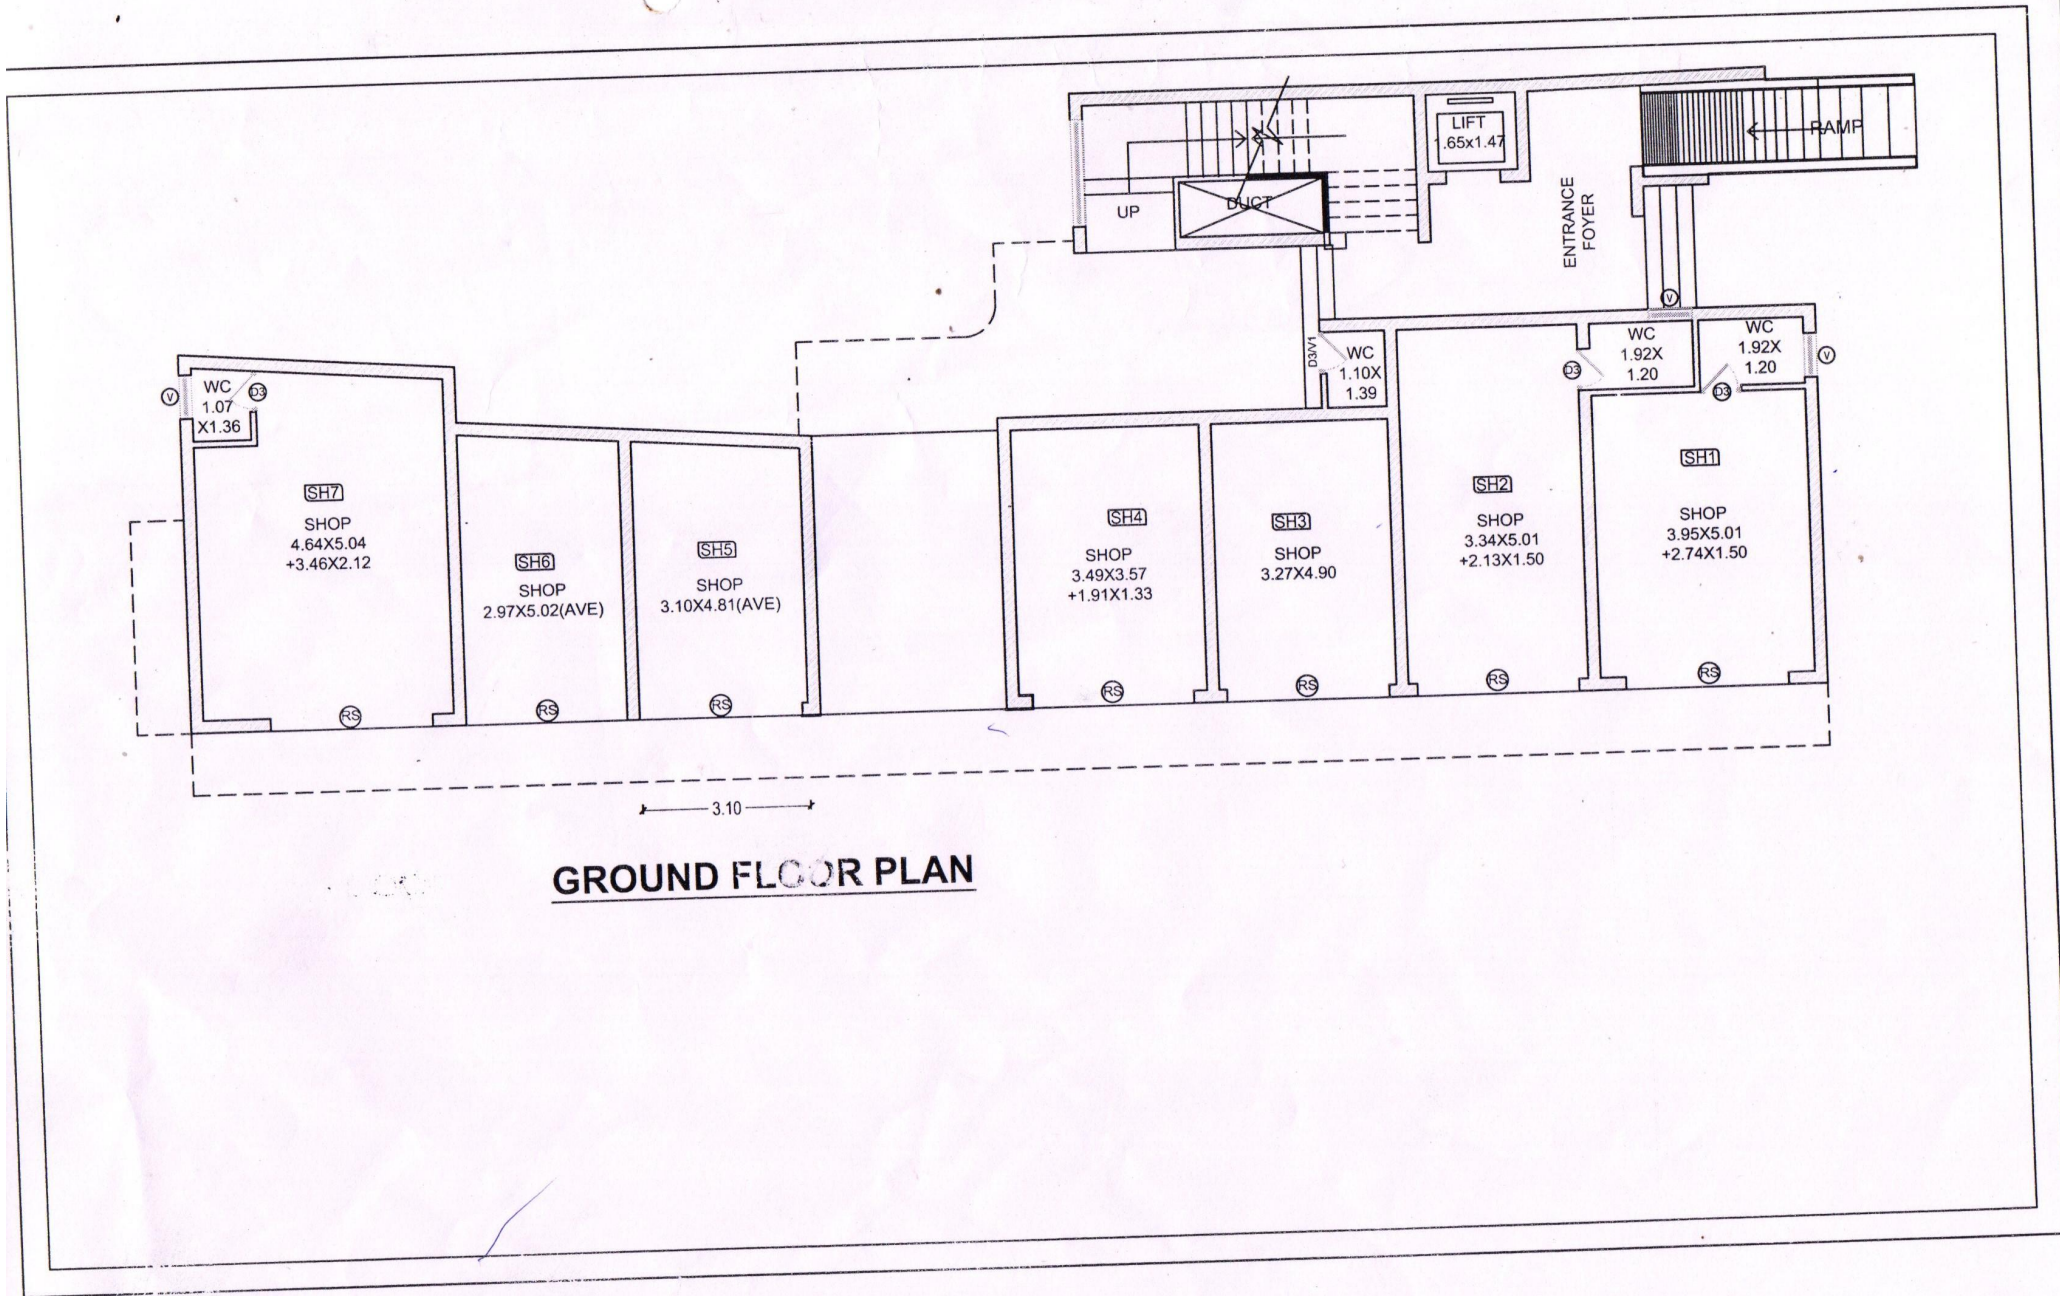 LIFT
1.65x1.47
RAMP
UP
DUCT
ENTRANCE
FOYER
V
WC
1.92X
1.20
WC
1.92X
1.20
V
D3/V1
WC
1.10X
1.39
D3
D3
V
WC
1.07
X1.36
D3
SH7
SHOP
4.64X5.04
+3.46X2.12
SH6
SHOP
2.97X5.02(AVE)
SH5
SHOP
3.10X4.81(AVE)
SH4
SHOP
3.49X3.57
+1.91X1.33
SH3
SHOP
3.27X4.90
SH2
SHOP
3.34X5.01
+2.13X1.50
SH1
SHOP
3.95X5.01
+2.74X1.50
RS
RS
RS
RS
RS
RS
RS
3.10
GROUND FLOOR PLAN